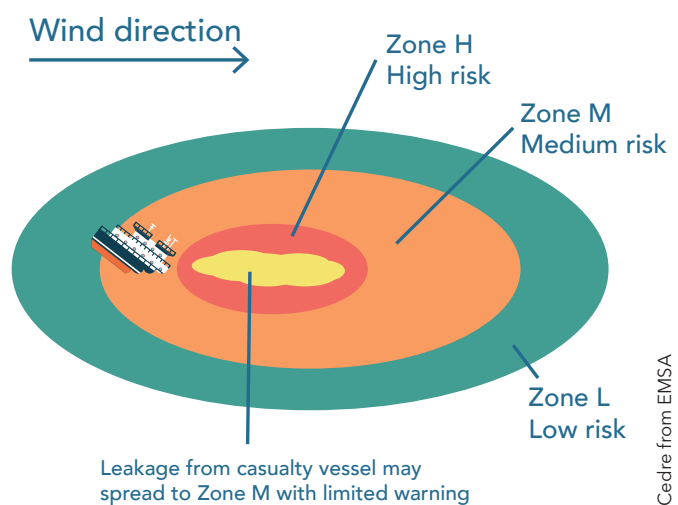 Wind direction
Zone H
High risk
Zone M
Medium risk
Zone L
Low risk
Leakage from casualty vessel may
spread to Zone M with limited warning
Cedre from EMSA